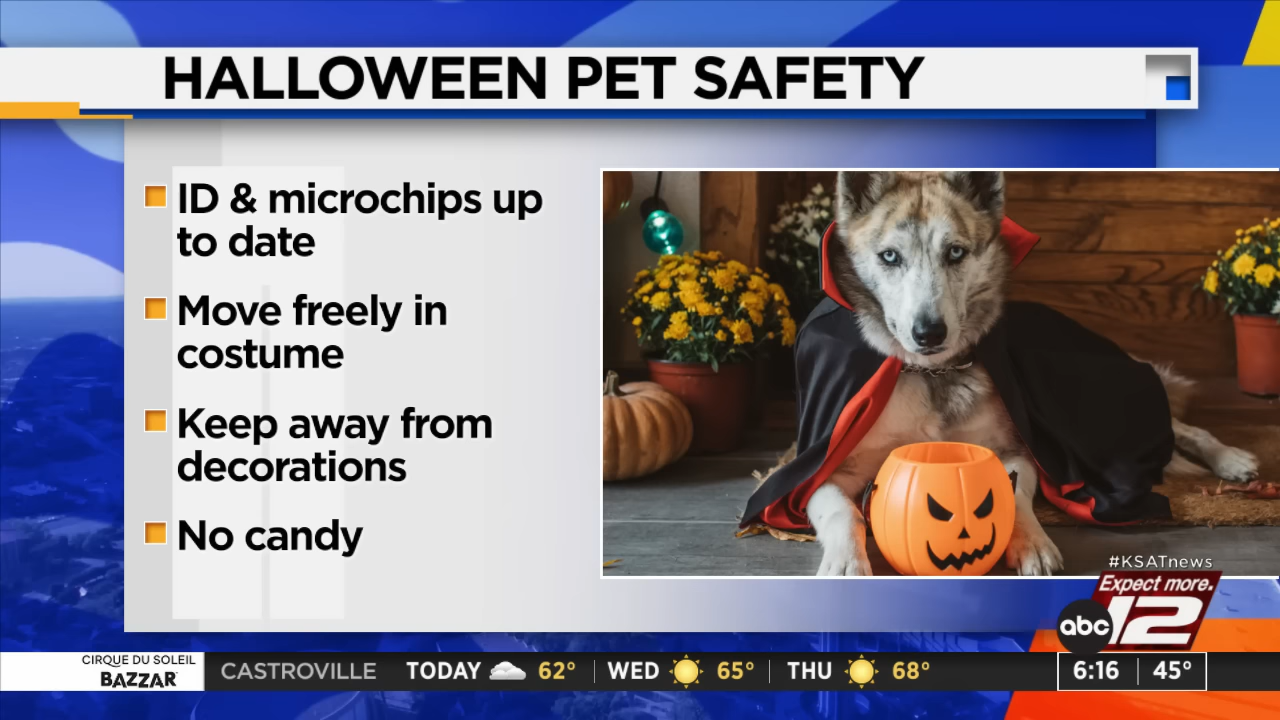 HALLOWEEN PET SAFETY
ID & microchips up
to date
Move freely in
costume
Keep away from
decorations
No candy
#KSATnews
Expect more.
abc 12
CIRQUE DU SOLEIL
BAZZAR
CASTROVILLE TODAY 62° WED 65° THU 68° 6:16 45°